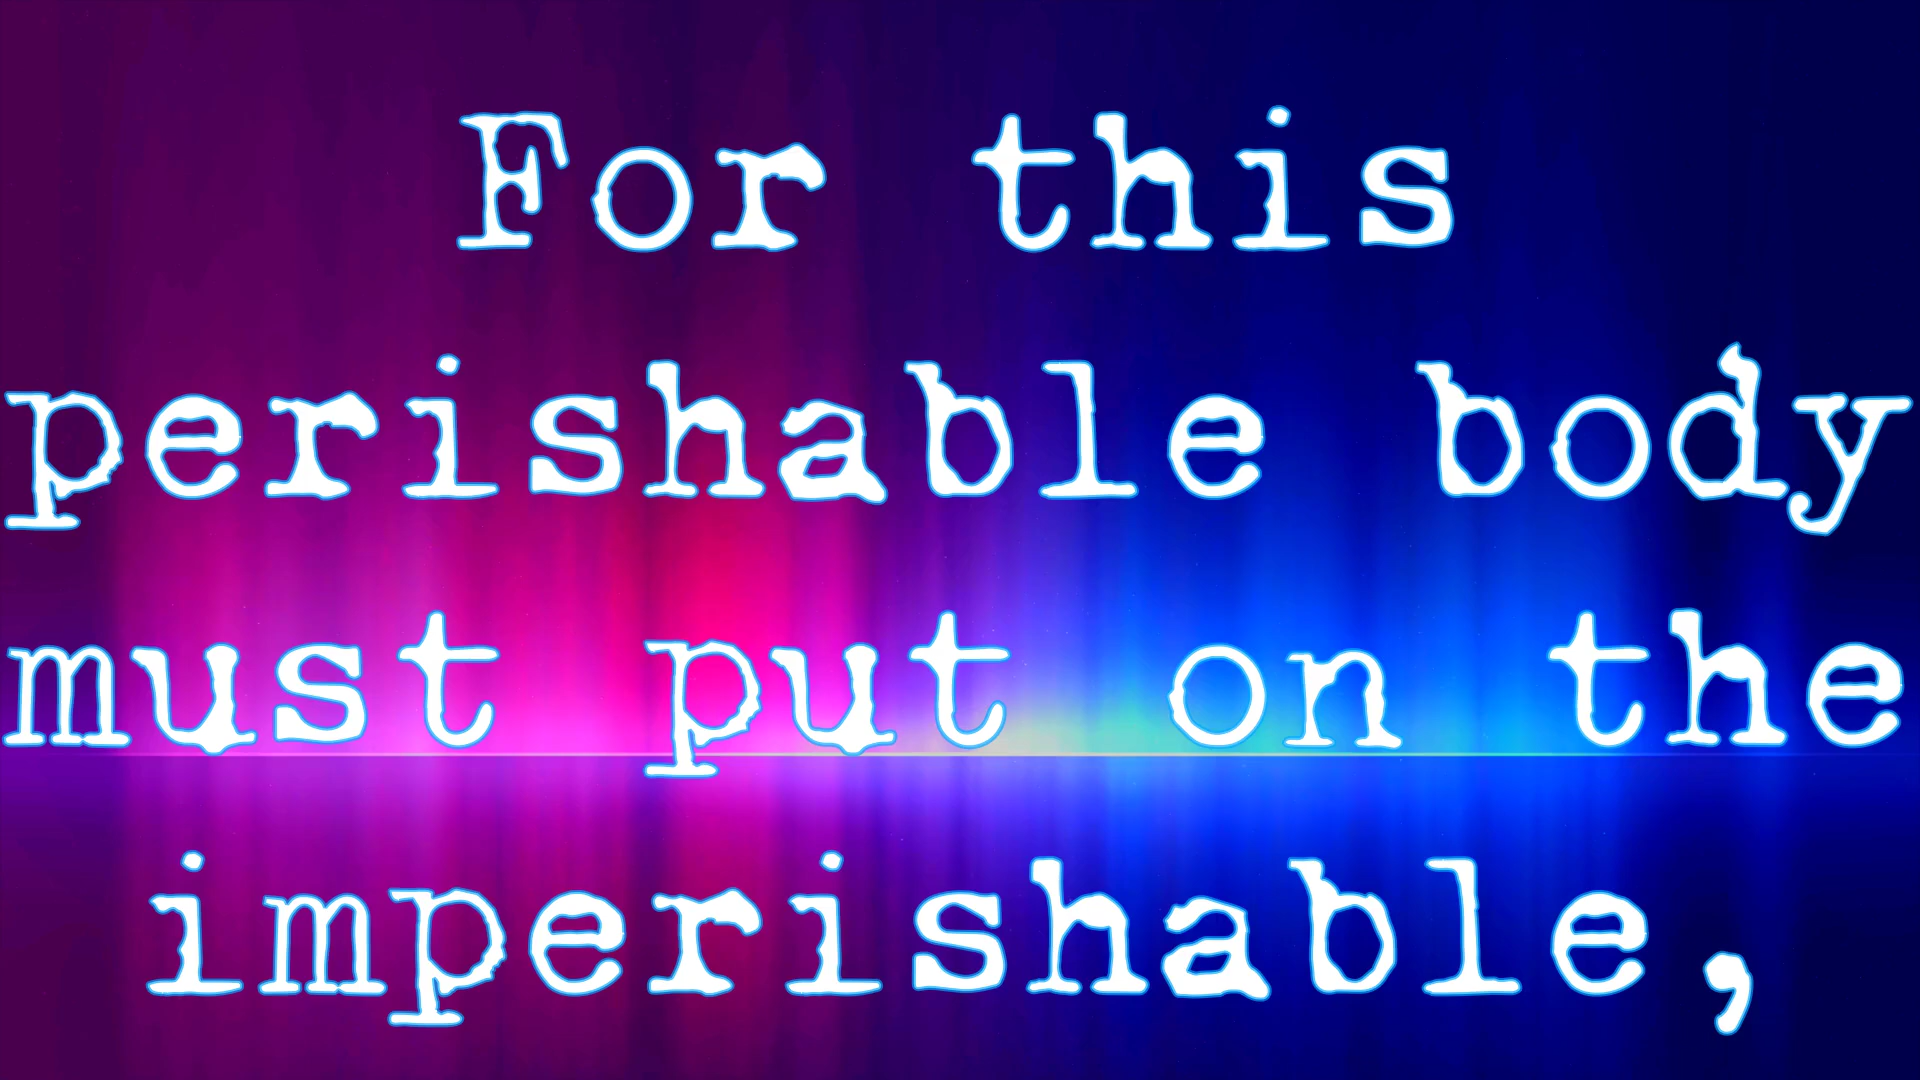 For this
perishable body
must put on the
imperishable,